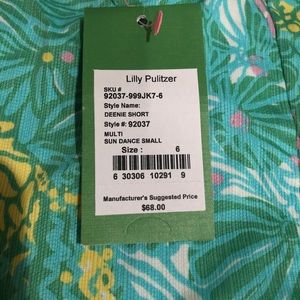 Lilly Pulitzer
SKU #
92037-999JK7-6
Style Name:
DEENIE SHORT
Style #: 92037
MULTI
SUN DANCE SMALL
Size : 6
6 30306 10291 9
Manufacturer's Suggested Price
$68.00